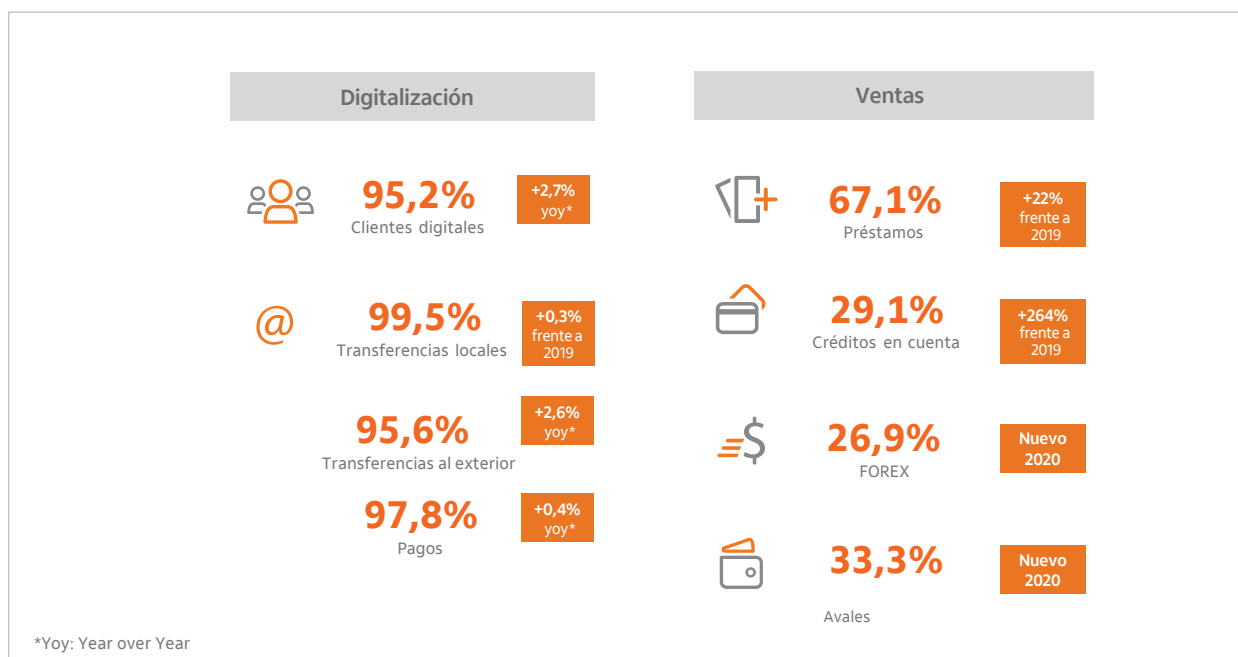 Digitalización
95,2%
Clientes digitales
+2,7%
yoy*
@
99,5%
Transferencias locales
+0,3%
frente a
2019
95,6%
Transferencias al exterior
+2,6%
yoy*
97,8%
Pagos
+0,4%
yoy*
Ventas
67,1%
Préstamos
+22%
frente a
2019
29,1%
Créditos en cuenta
+264%
frente a
2019
$
26,9%
FOREX
Nuevo
2020
33,3%
Avales
Nuevo
2020
*Yoy: Year over Year